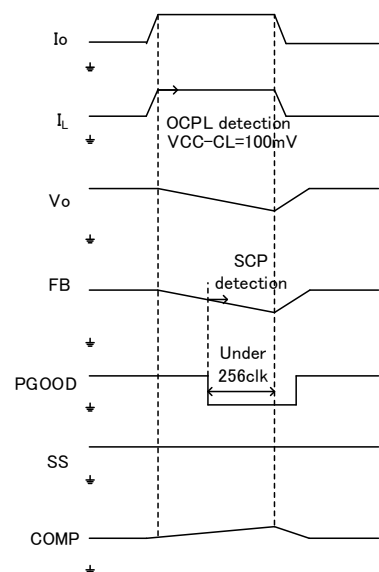 Io
IL
OCPL detection
VCC-CL=100mV
Vo
SCP
detection
FB
Under
256clk
PGOOD
SS
COMP